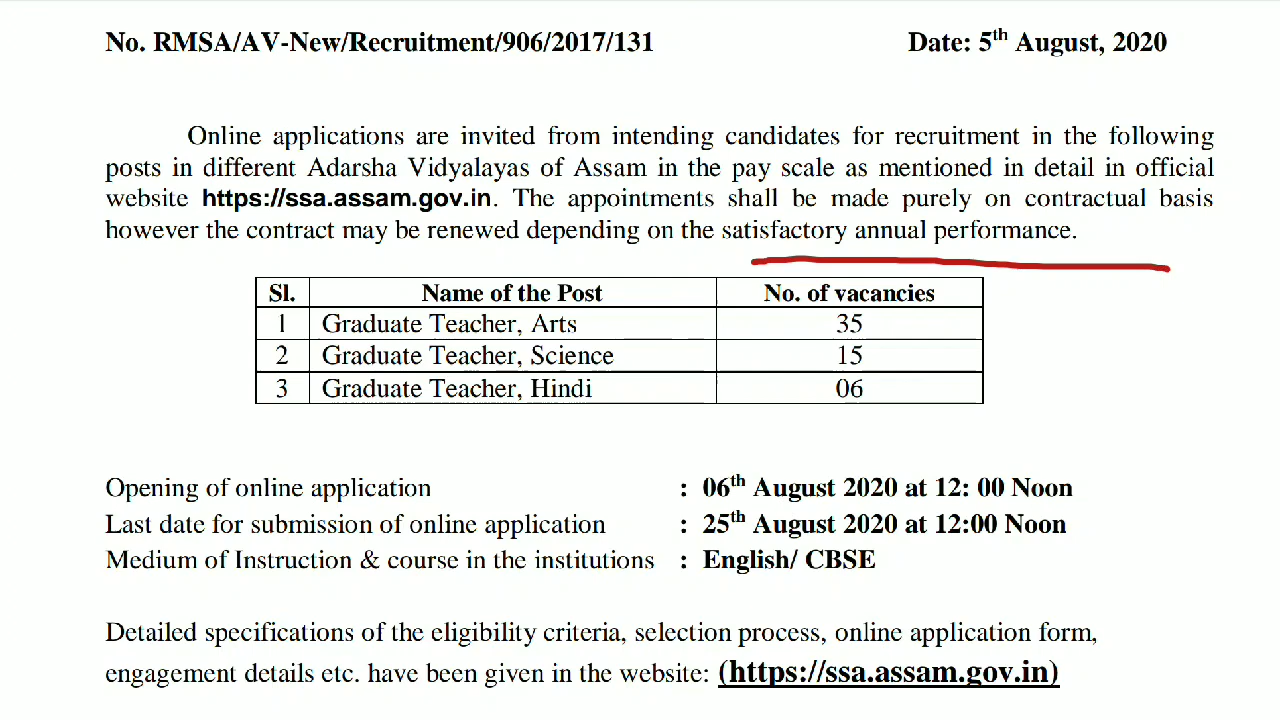 No. RMSA/AV-New/Recruitment/906/2017/131 Date: 5th August, 2020
Online applications are invited from intending candidates for recruitment in the following
posts in different Adarsha Vidyalayas of Assam in the pay scale as mentioned in detail in official
website https://ssa.assam.gov.in. The appointments shall be made purely on contractual basis
however the contract may be renewed depending on the satisfactory annual performance.
Sl. Name of the Post No. of vacancies
1 Graduate Teacher, Arts 35
2 Graduate Teacher, Science 15
3 Graduate Teacher, Hindi 06
Opening of online application : 06th August 2020 at 12: 00 Noon
Last date for submission of online application : 25th August 2020 at 12:00 Noon
Medium of Instruction & course in the institutions : English/ CBSE
Detailed specifications of the eligibility criteria, selection process, online application form,
engagement details etc. have been given in the website: (https://ssa.assam.gov.in)